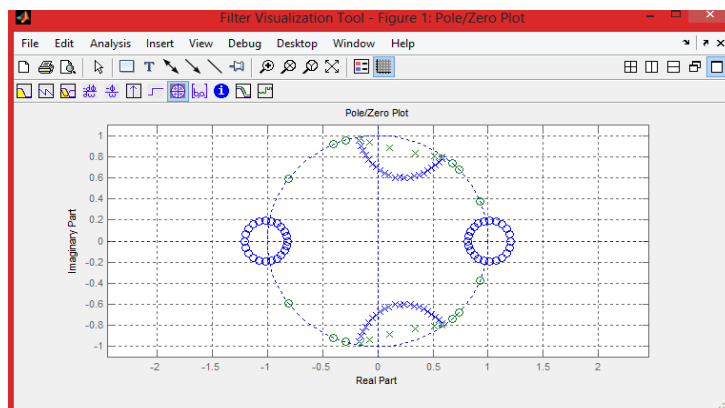 Filter Visualization Tool - Figure 1: Pole/Zero Plot
File Edit Analysis Insert View Debug Desktop Window Help
Pole/Zero Plot
1
0.8
0.6
0.4
0.2
0
-0.2
-0.4
-0.6
-0.8
-1
Imaginary Part
-2 -1.5 -1 -0.5 0 0.5 1 1.5 2
Real Part